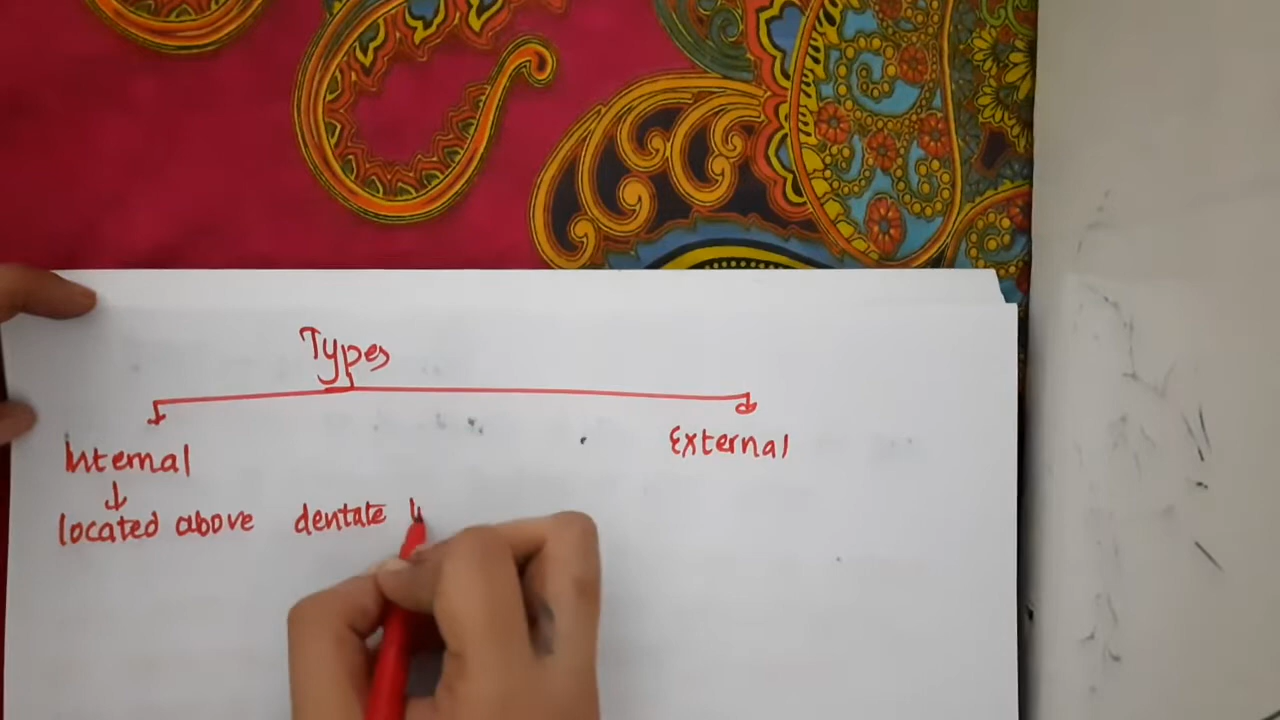 Types
Internal
External
located above dentate